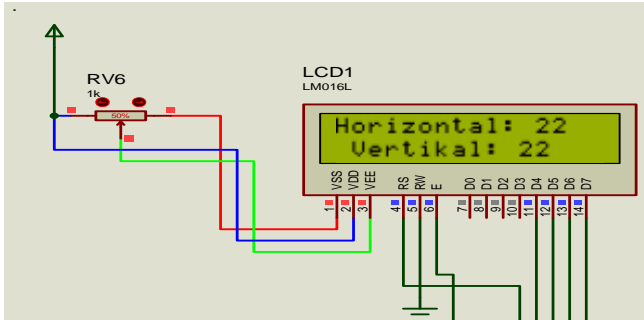 RV6
1k
50%
LCD1
LM016L
Horizontal: 22
Vertikal: 22
VSS VDD VEE RS RW E D0 D1 D2 D3 D4 D5 D6 D7
1 2 3 4 5 6 7 8 9 10 11 12 13 14